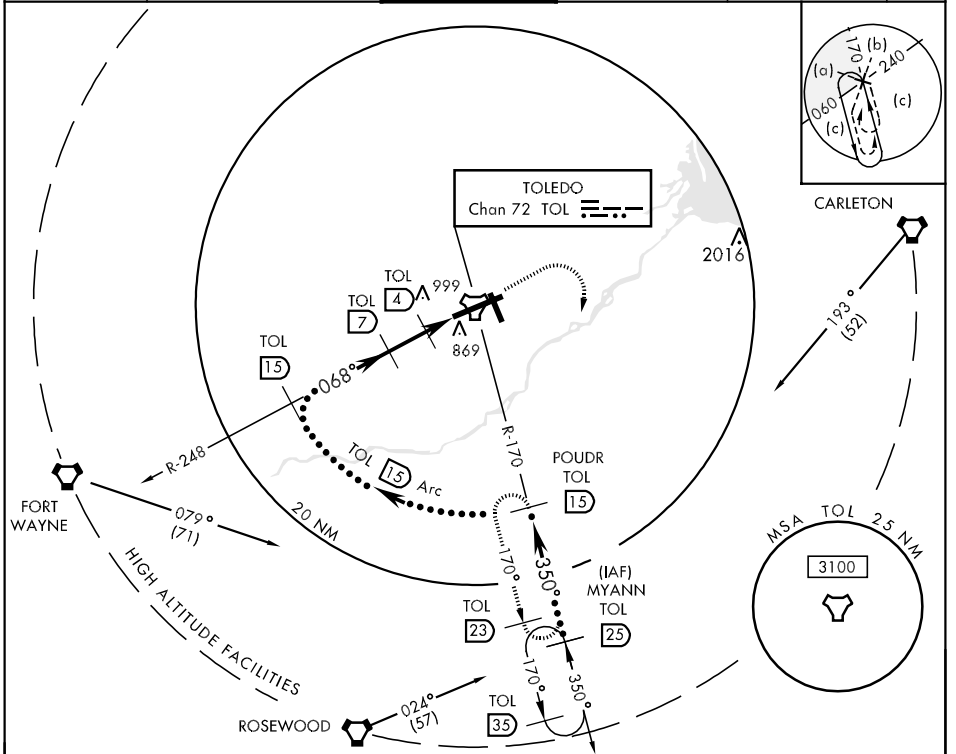 170
(b)
240
(a)
(c)
060
(c)
TOLEDO
Chan 72 TOL
CARLETON
2016
193°
(52)
TOL
4
999
TOL
7
869
TOL
15
068°
R-248
TOL 15 Arc
R-170
POUDR
TOL
15
FORT
WAYNE
079°
(71)
20 NM
170°
350°
(IAF)
MYANN
TOL
25
MSA TOL 25 NM
3100
HIGH ALTITUDE FACILITIES
TOL
23
170°
350°
TOL
35
ROSEWOOD
024°
(57)